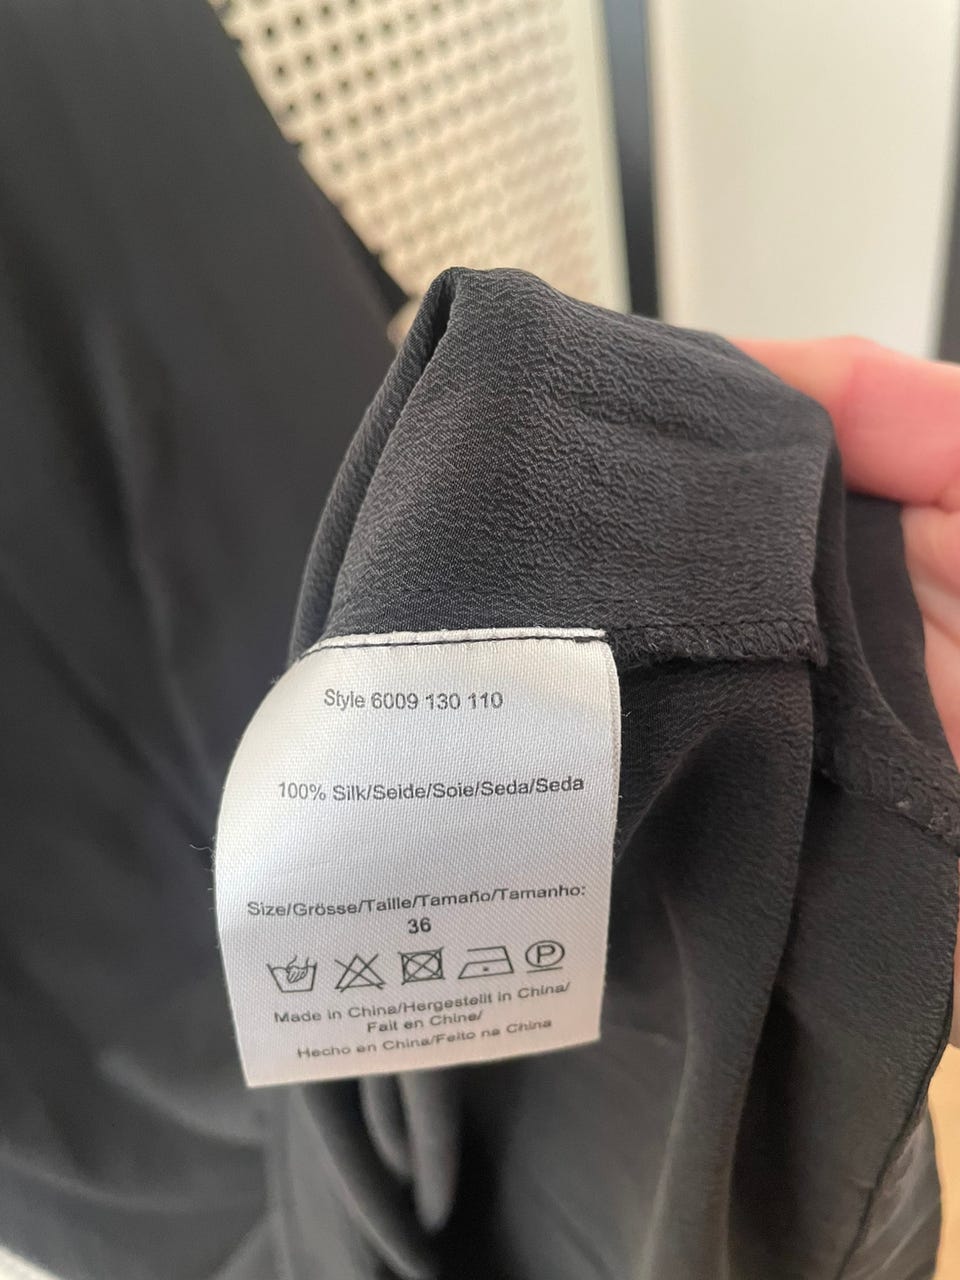 Style 6009 130 110
100% Silk/Seide/Soie/Seda/Seda
Size/Grösse/Taille/Tamaño/Tamanho:
36
P
Made in China/Hergestellt in China/
Fait en Chine/
Hecho en China/Feito na China